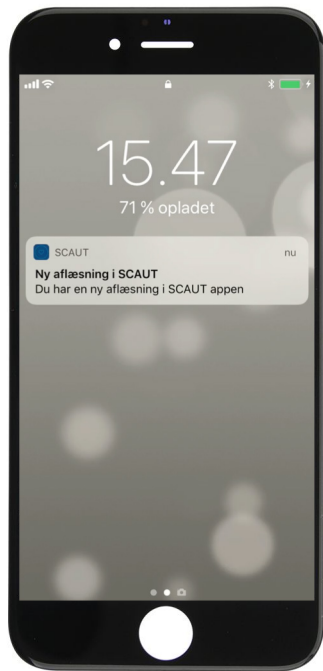 15.47
71 % opladet
SCAUT nu
Ny aflæsning i SCAUT
Du har en ny aflæsning i SCAUT appen